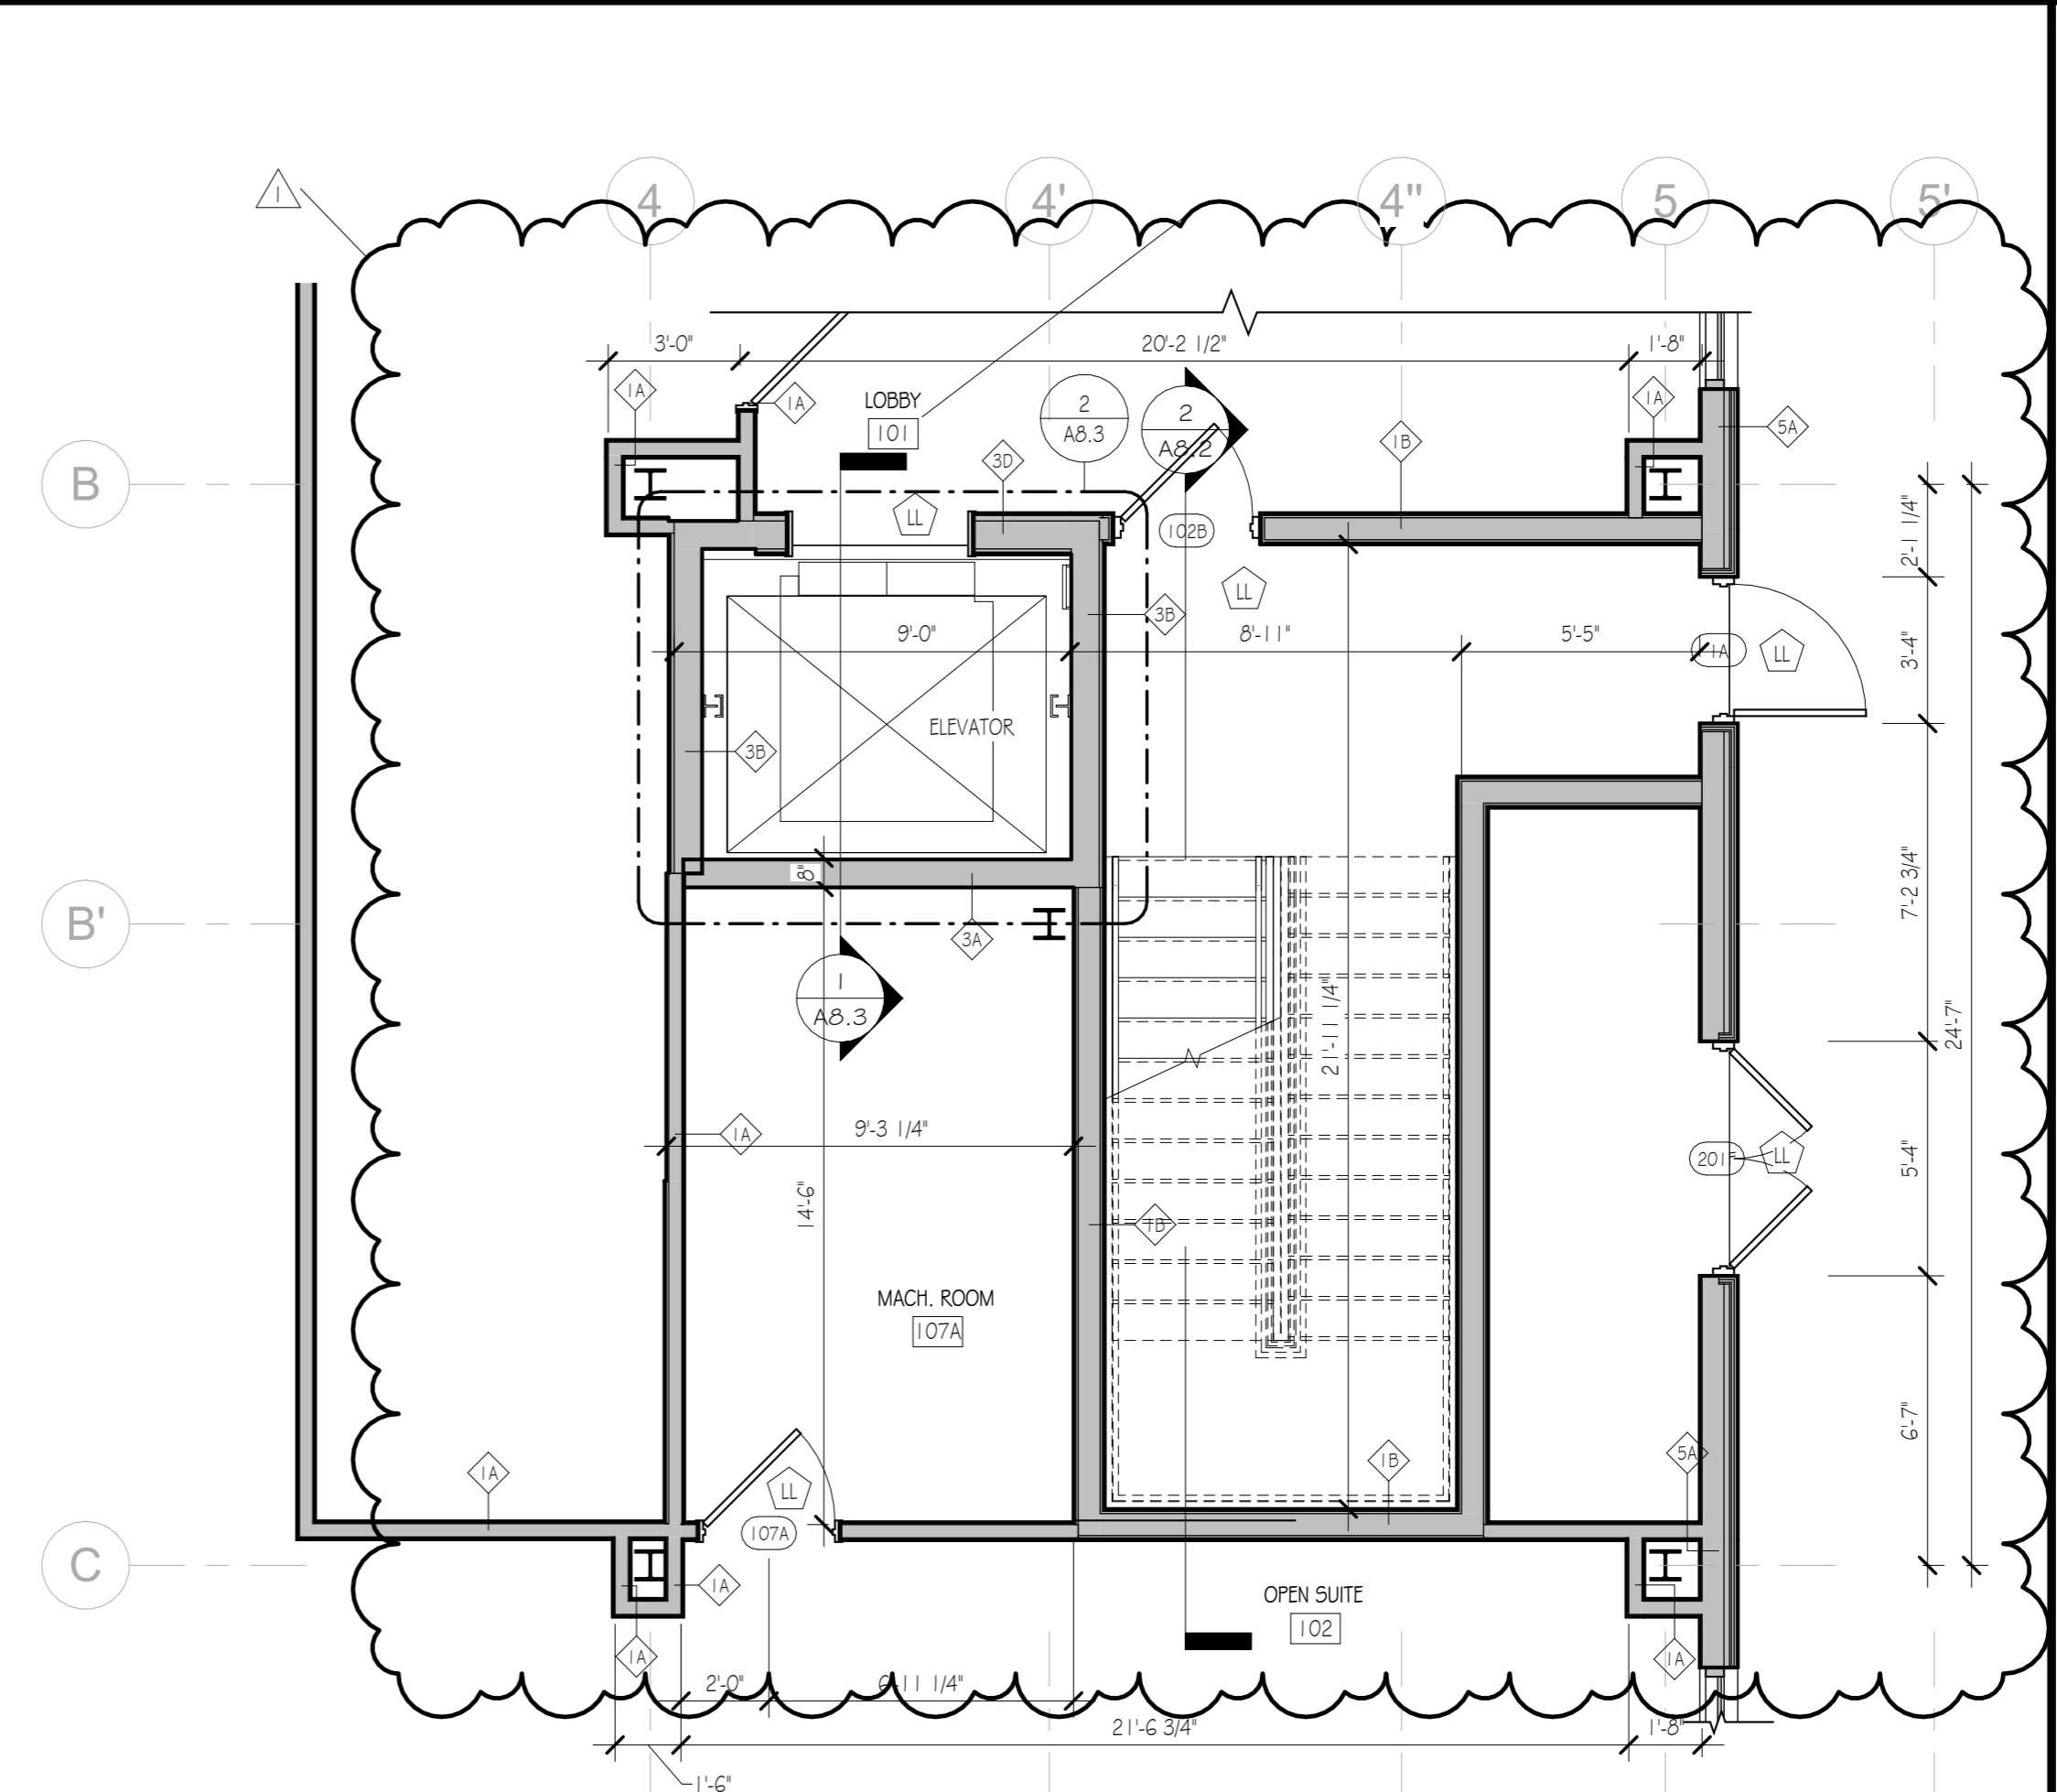 4
4'
4"
5
5'
1
3'-0"
20'-2 1/2"
1'-8"
1A
1A
LOBBY
101
2
A8.3
2
A8.2
1B
1A
5A
B
3D
LL
102B
2'-1 1/4"
LL
3B
9'-0"
8'-11"
5'-5"
1A
LL
3'-4"
ELEVATOR
3B
8"
7'-2 3/4"
B'
3A
1
A8.3
21'-11 1/4"
24'-7"
1A
9'-3 1/4"
201F
LL
5'-4"
14'-6"
1B
MACH. ROOM
107A
6'-7"
1A
LL
1B
5A
107A
C
1A
OPEN SUITE
102
1A
1A
2'-0"
6'-11 1/4"
21'-6 3/4"
1'-8"
1'-6"